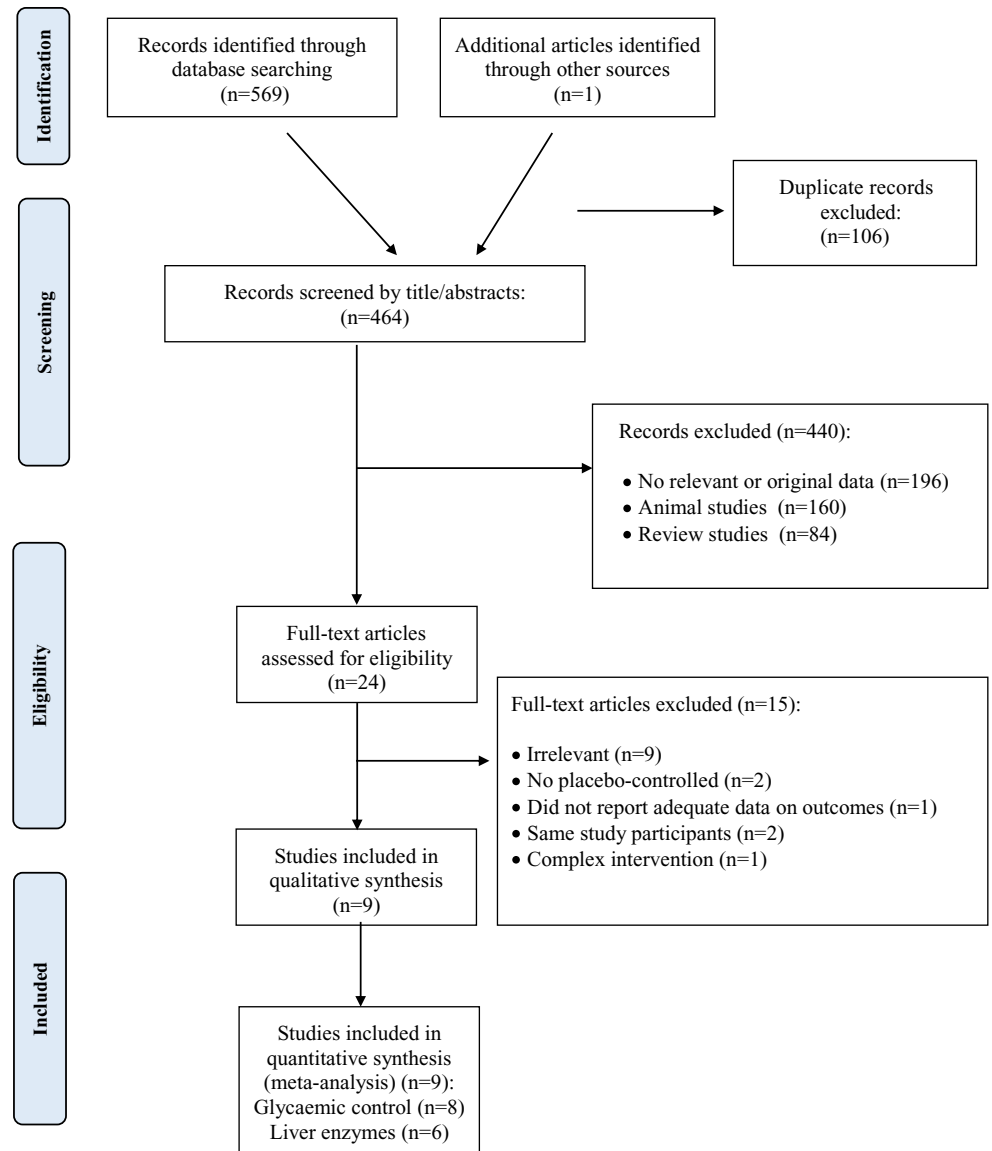 Identification
Records identified through
database searching
(n=569)
Additional articles identified
through other sources
(n=1)
Duplicate records
excluded:
(n=106)
Screening
Records screened by title/abstracts:
(n=464)
Records excluded (n=440):
• No relevant or original data (n=196)
• Animal studies (n=160)
• Review studies (n=84)
Eligibility
Full-text articles
assessed for eligibility
(n=24)
Full-text articles excluded (n=15):
• Irrelevant (n=9)
• No placebo-controlled (n=2)
• Did not report adequate data on outcomes (n=1)
• Same study participants (n=2)
• Complex intervention (n=1)
Studies included in
qualitative synthesis
(n=9)
Included
Studies included in
quantitative synthesis
(meta-analysis) (n=9):
Glycaemic control (n=8)
Liver enzymes (n=6)